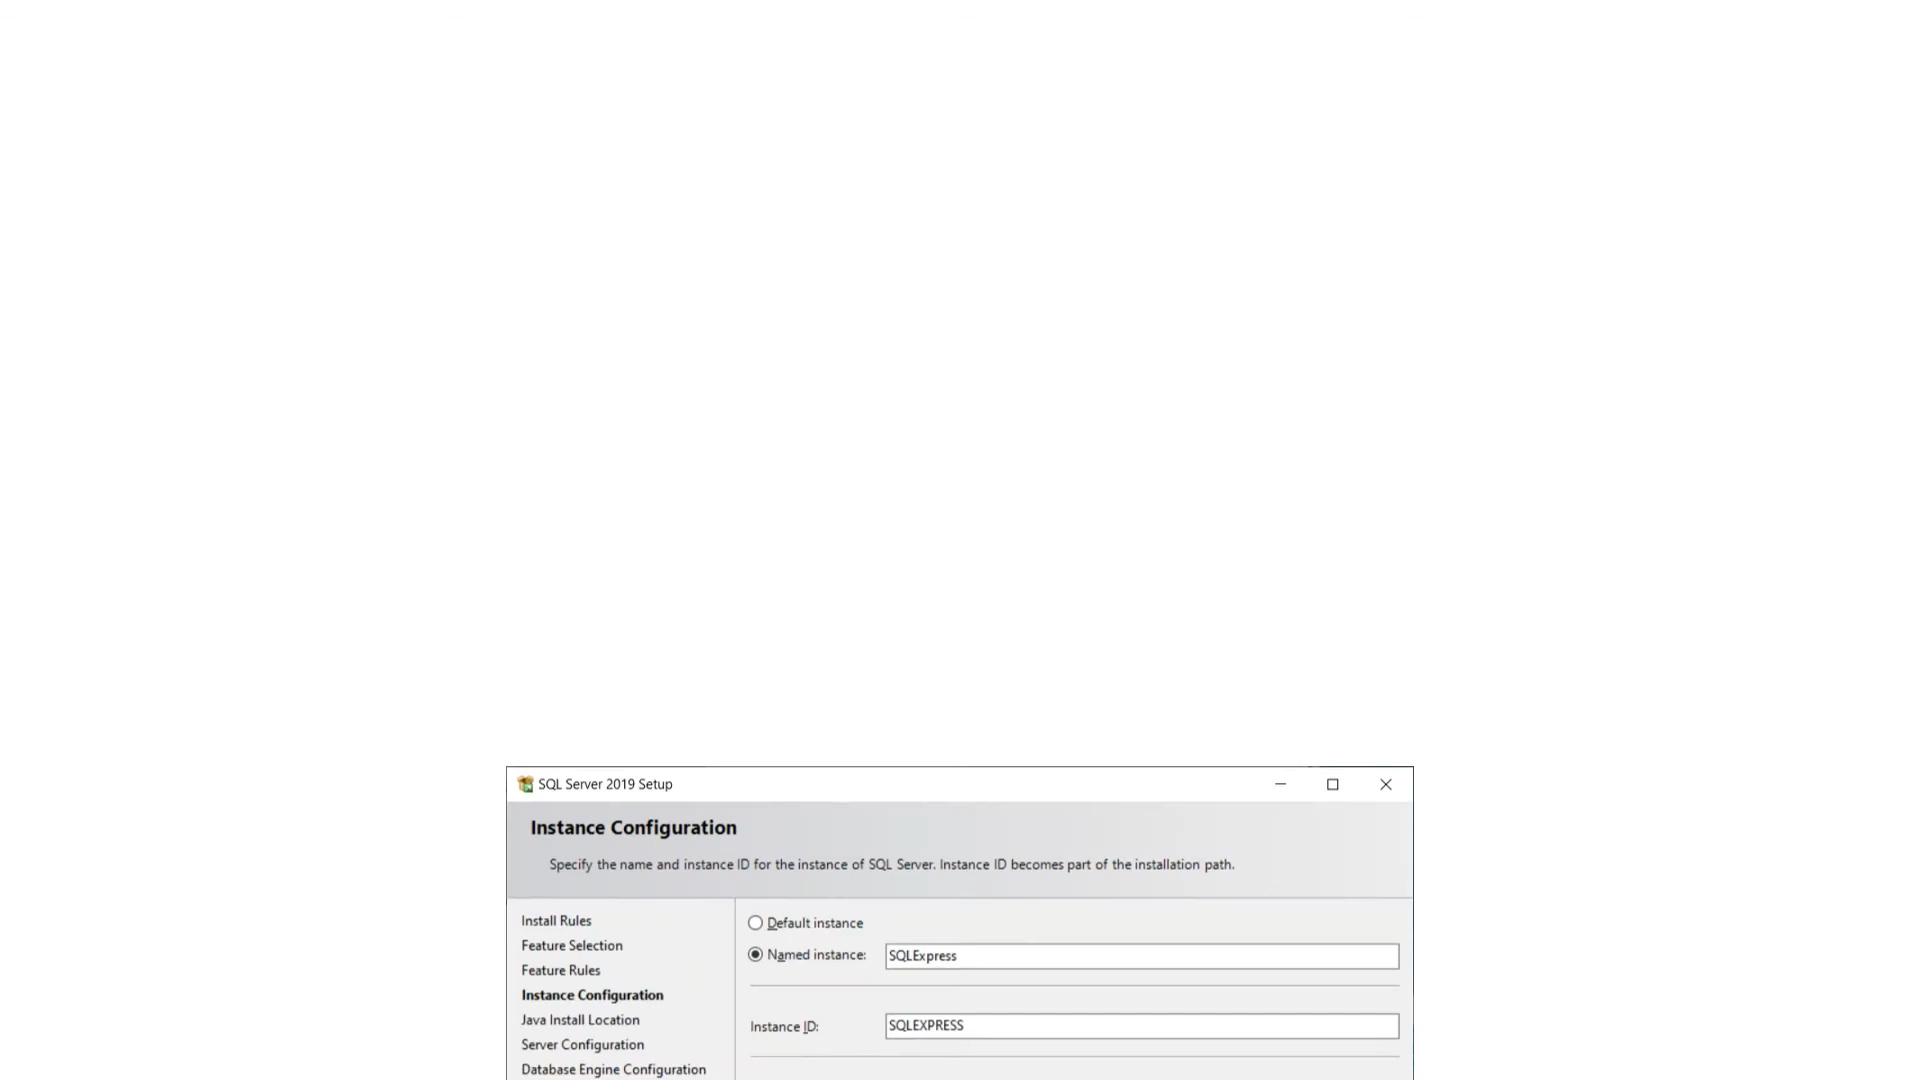 SQL Server 2019 Setup
Instance Configuration
Specify the name and instance ID for the instance of SQL Server. Instance ID becomes part of the installation path.
Install Rules
Feature Selection
Feature Rules
Instance Configuration
Java Install Location
Server Configuration
Database Engine Configuration
Default instance
Named instance: SQLExpress
Instance ID: SQLEXPRESS